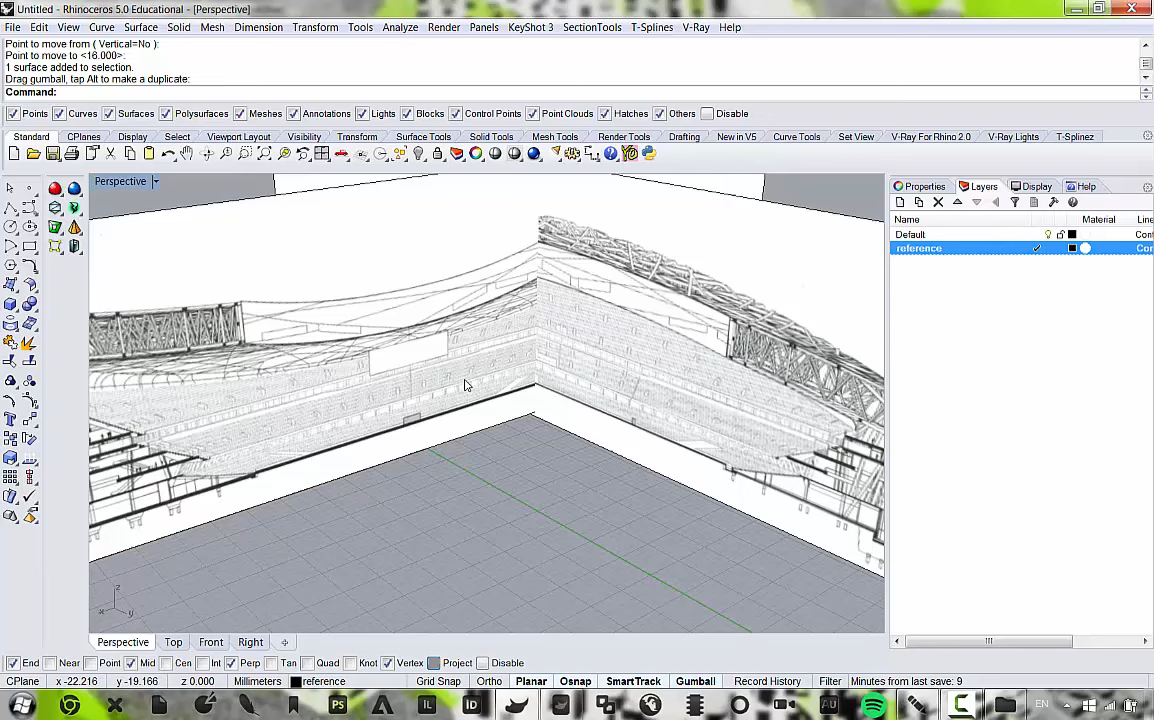 Untitled - Rhinoceros 5.0 Educational - [Perspective]
File Edit View Curve Surface Solid Mesh Dimension Transform Tools Analyze Render Panels KeyShot 3 SectionTools T-Splines V-Ray Help
Point to move from ( Vertical=No ):
Point to move to <16.000>:
1 surface added to selection.
Drag gumball, tap Alt to make a duplicate:
Command:
Points Curves Surfaces Polysurfaces Meshes Annotations Lights Blocks Control Points Point Clouds Hatches Others Disable
Standard CPlanes Display Select Viewport Layout Visibility Transform Surface Tools Solid Tools Mesh Tools Render Tools Drafting New in V5 Curve Tools Set View V-Ray For Rhino 2.0 V-Ray Lights T-Splinez
Perspective
Properties Layers Display Help
Name Material Line
Default Cont
reference Cor
z
x y
Perspective Top Front Right
End Near Point Mid Cen Int Perp Tan Quad Knot Vertex Project Disable
CPlane x -22.216 y -19.166 z 0.000 Millimeters reference Grid Snap Ortho Planar Osnap SmartTrack Gumball Record History Filter Minutes from last save: 9
PS IL ID AU EN